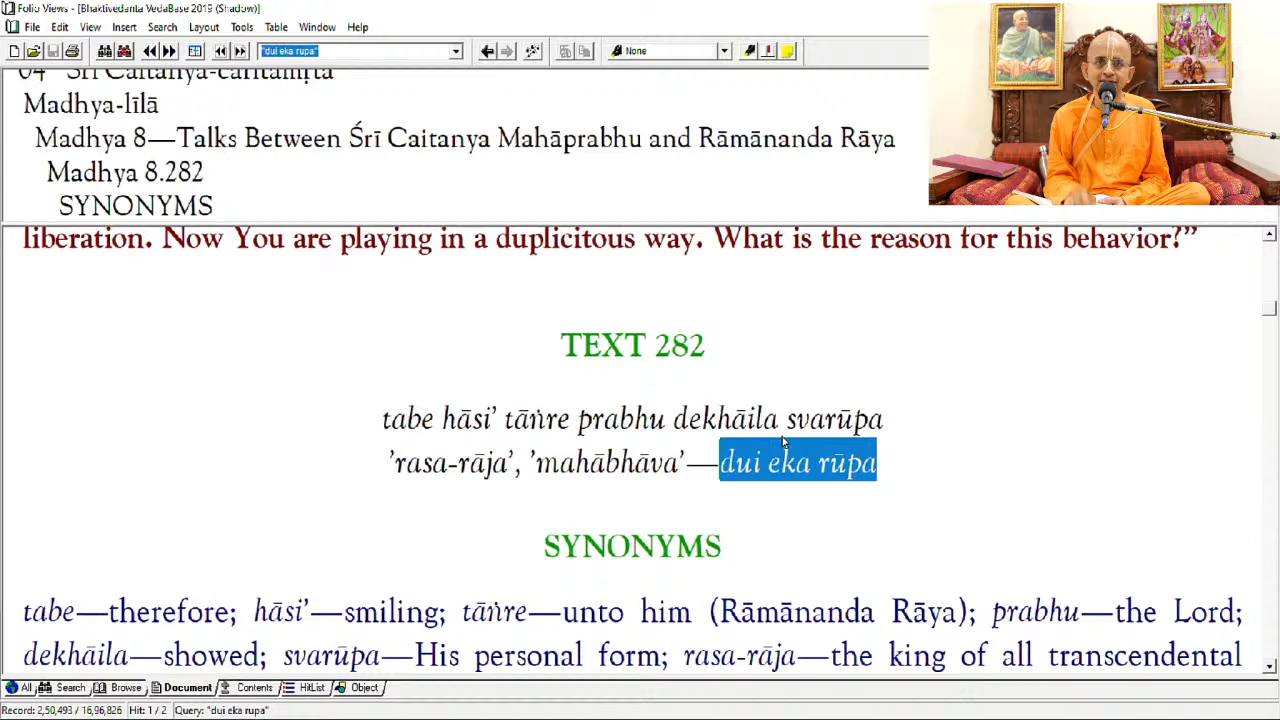 Folio Views - [Bhaktivedanta VedaBase 2019 (Shadow)]
File Edit View Insert Search Layout Tools Table Window Help
"dui eka rupa" None
04 Śrī Caitanya-caritāmṛta
Madhya-līlā
Madhya 8—Talks Between Śrī Caitanya Mahāprabhu and Rāmānanda Rāya
Madhya 8.282
SYNONYMS
liberation. Now You are playing in a duplicitous way. What is the reason for this behavior?”
TEXT 282
tabe hāsi’ tāṅre prabhu dekhāila svarūpa
’rasa-rāja’, ’mahābhāva’—dui eka rūpa
SYNONYMS
tabe—therefore; hāsi’—smiling; tāṅre—unto him (Rāmānanda Rāya); prabhu—the Lord;
dekhāila—showed; svarūpa—His personal form; rasa-rāja—the king of all transcendental
All Search Browse Document Contents HitList Object
Record: 2,50,493 / 16,96,826 Hit: 1 / 2 Query: "dui eka rupa"